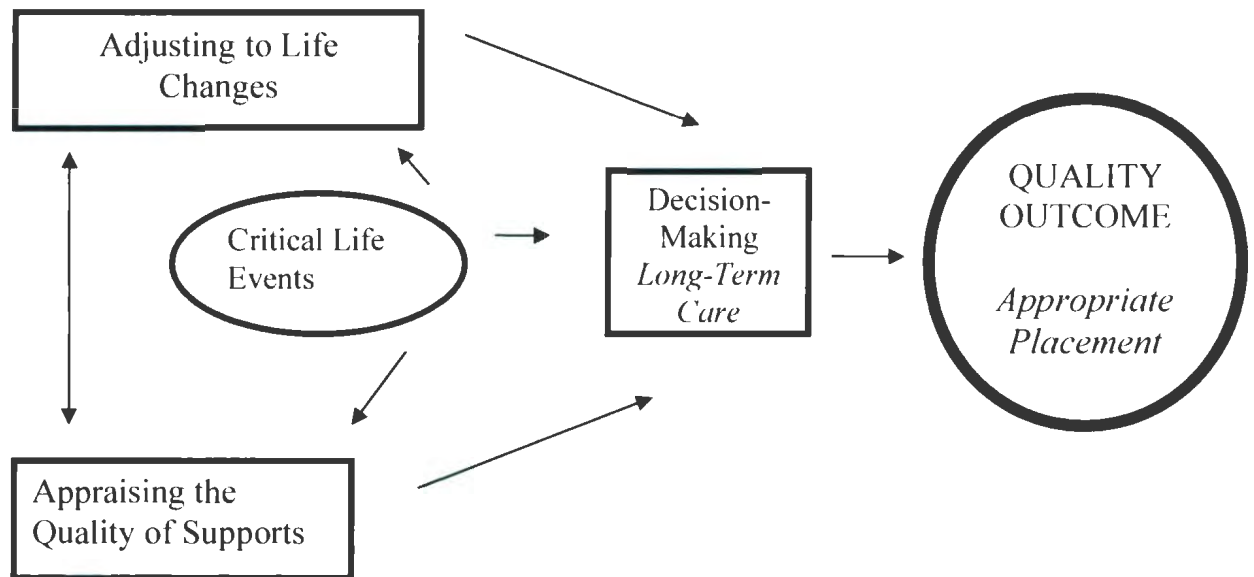 Adjusting to Life
Changes
Critical Life
Events
Appraising the
Quality of Supports
Decision-
Making
Long-Term
Care
QUALITY
OUTCOME
Appropriate
Placement